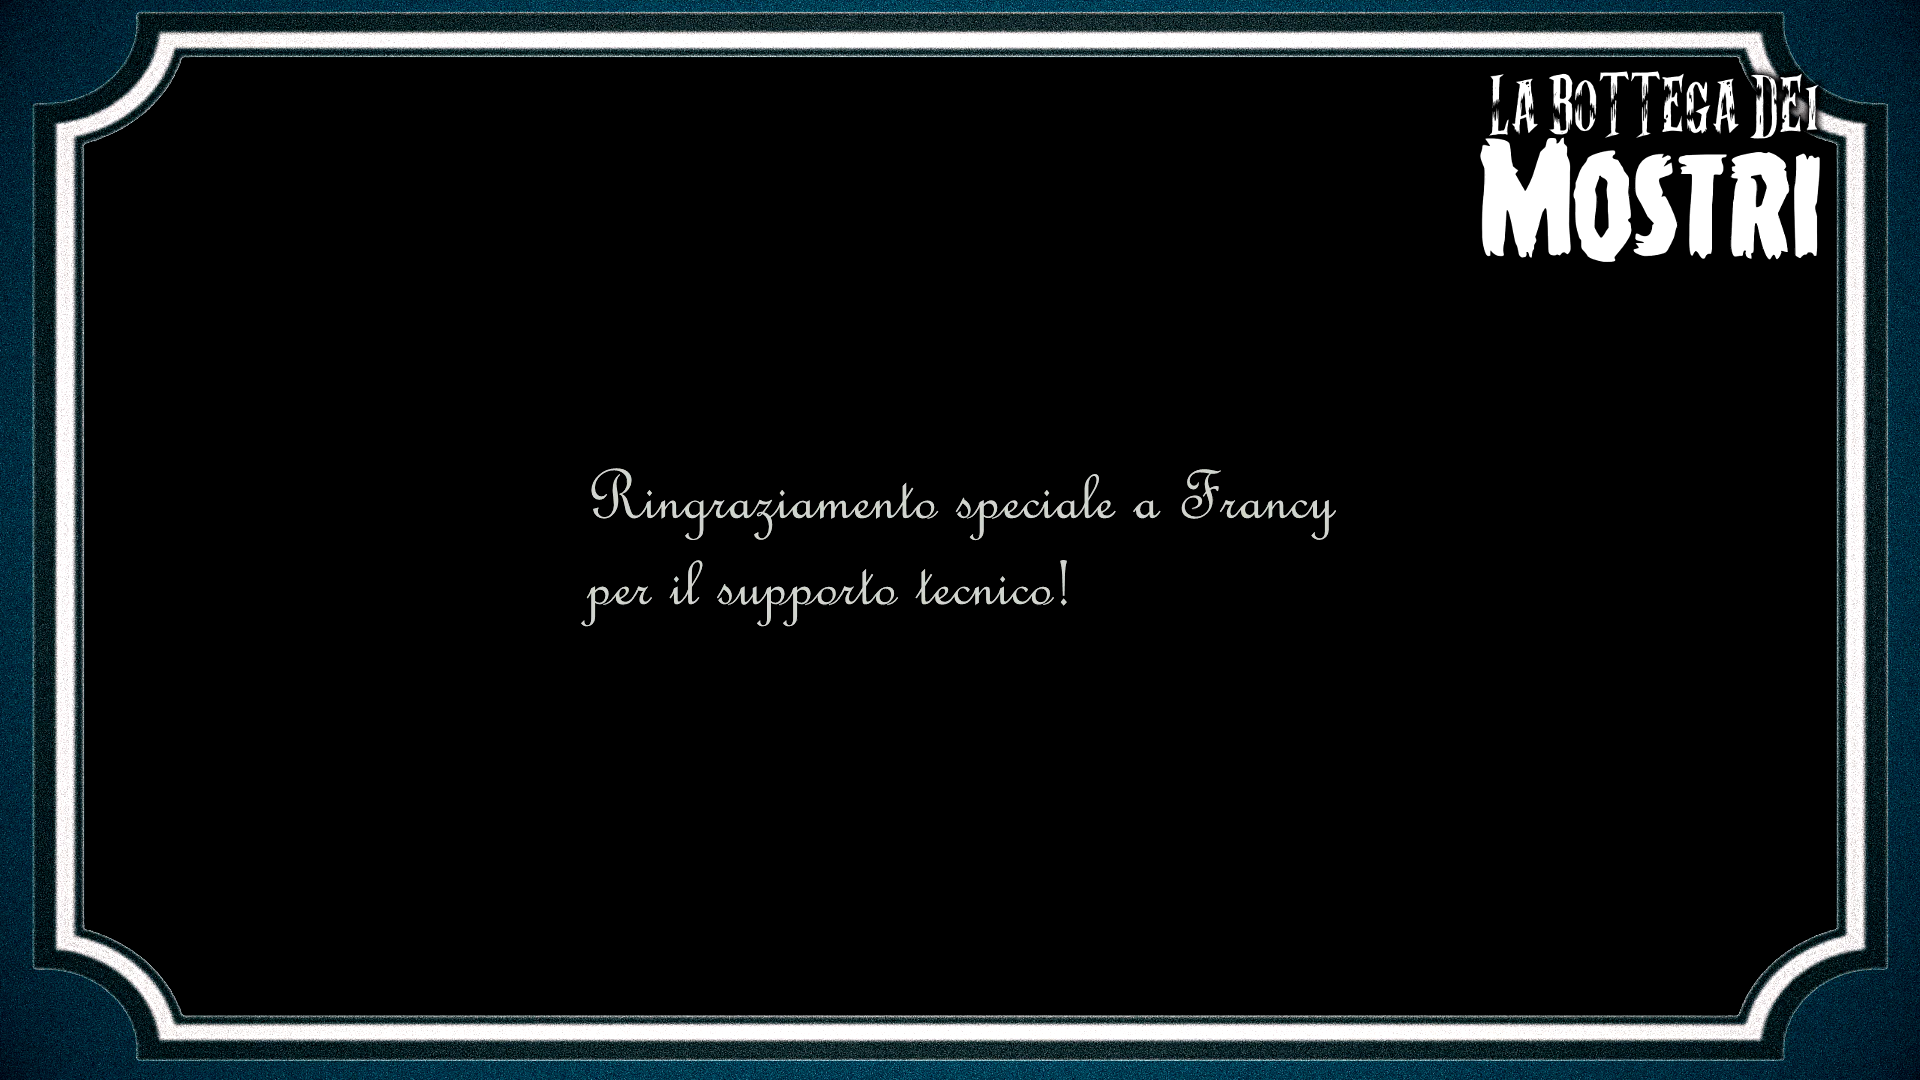 LA BOTTEGA DEI
MOSTRI
Ringraziamento speciale a Francy
per il supporto tecnico!